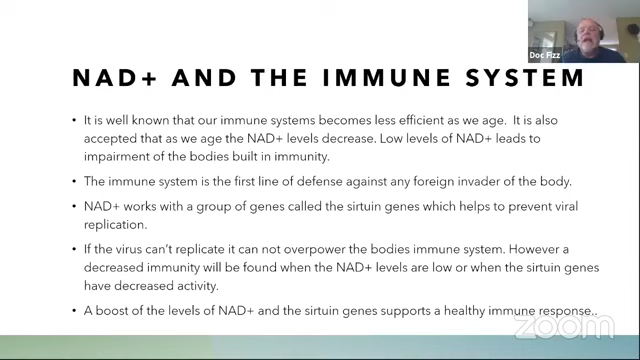 Doc Fizz
NAD+ AND THE IMMUNE SYSTEM
• It is well known that our immune systems becomes less efficient as we age. It is also
accepted that as we age the NAD+ levels decrease. Low levels of NAD+ leads to
impairment of the bodies built in immunity.
• The immune system is the first line of defense against any foreign invader of the body.
• NAD+ works with a group of genes called the sirtuin genes which helps to prevent viral
replication.
• If the virus can't replicate it can not overpower the bodies immune system. However a
decreased immunity will be found when the NAD+ levels are low or when the sirtuin genes
have decreased activity.
• A boost of the levels of NAD+ and the sirtuin genes supports a healthy immune response..
zoom